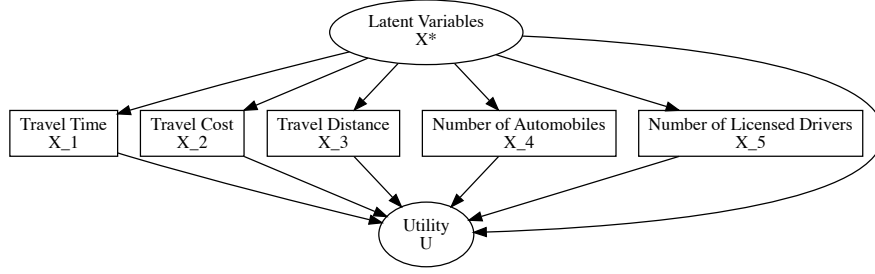 Latent Variables
X*
Travel Time
X_1
Travel Cost
X_2
Travel Distance
X_3
Number of Automobiles
X_4
Number of Licensed Drivers
X_5
Utility
U